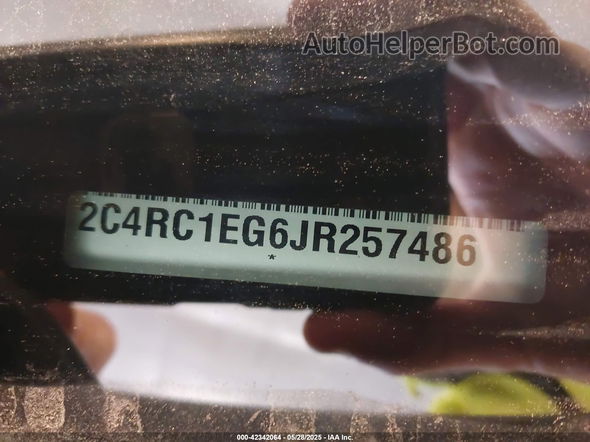 AutoHelperBot.com
2C4RC1EG6JR257486
*
000-42342064 - 05/28/2025 - IAA Inc.